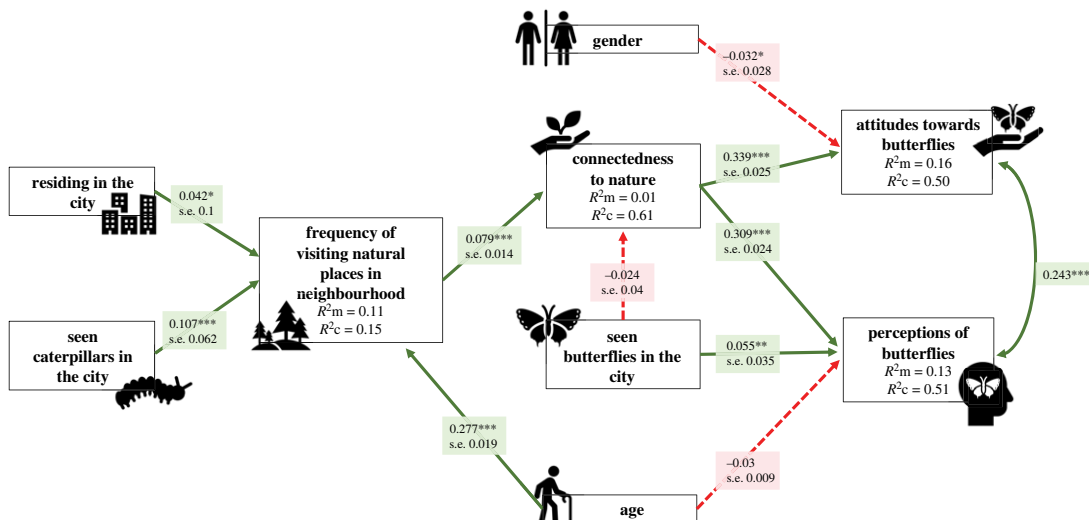 gender
–0.032*
s.e. 0.028
attitudes towards
butterflies
R²m = 0.16
R²c = 0.50
connectedness
to nature
R²m = 0.01
R²c = 0.61
0.339***
s.e. 0.025
residing in the
city
0.042*
s.e. 0.1
frequency of
visiting natural
places in
neighbourhood
R²m = 0.11
R²c = 0.15
0.079***
s.e. 0.014
0.309***
s.e. 0.024
0.243***
–0.024
s.e. 0.04
seen
caterpillars in
the city
0.107***
s.e. 0.062
seen
butterflies in the
city
0.055**
s.e. 0.035
perceptions of
butterflies
R²m = 0.13
R²c = 0.51
0.277***
s.e. 0.019
–0.03
s.e. 0.009
age